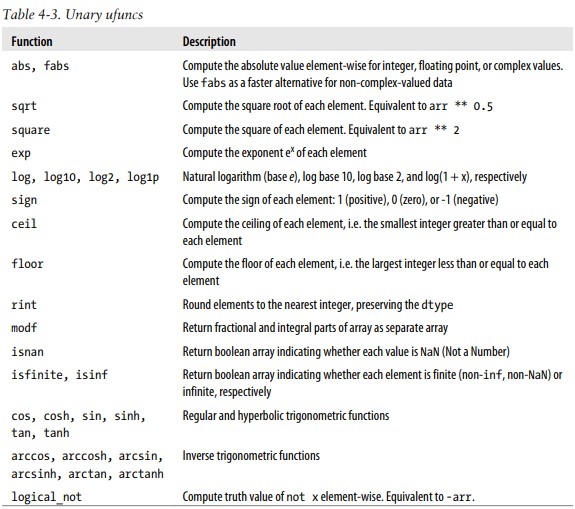 Table 4-3. Unary ufuncs
Function Description
abs, fabs Compute the absolute value element-wise for integer, floating point, or complex values.
Use fabs as a faster alternative for non-complex-valued data
sqrt Compute the square root of each element. Equivalent to arr ** 0.5
square Compute the square of each element. Equivalent to arr ** 2
exp Compute the exponent eˣ of each element
log, log10, log2, log1p Natural logarithm (base e), log base 10, log base 2, and log(1 + x), respectively
sign Compute the sign of each element: 1 (positive), 0 (zero), or -1 (negative)
ceil Compute the ceiling of each element, i.e. the smallest integer greater than or equal to
each element
floor Compute the floor of each element, i.e. the largest integer less than or equal to each
element
rint Round elements to the nearest integer, preserving the dtype
modf Return fractional and integral parts of array as separate array
isnan Return boolean array indicating whether each value is NaN (Not a Number)
isfinite, isinf Return boolean array indicating whether each element is finite (non-inf, non-NaN) or
infinite, respectively
cos, cosh, sin, sinh, Regular and hyperbolic trigonometric functions
tan, tanh
arccos, arccosh, arcsin, Inverse trigonometric functions
arcsinh, arctan, arctanh
logical_not Compute truth value of not x element-wise. Equivalent to -arr.